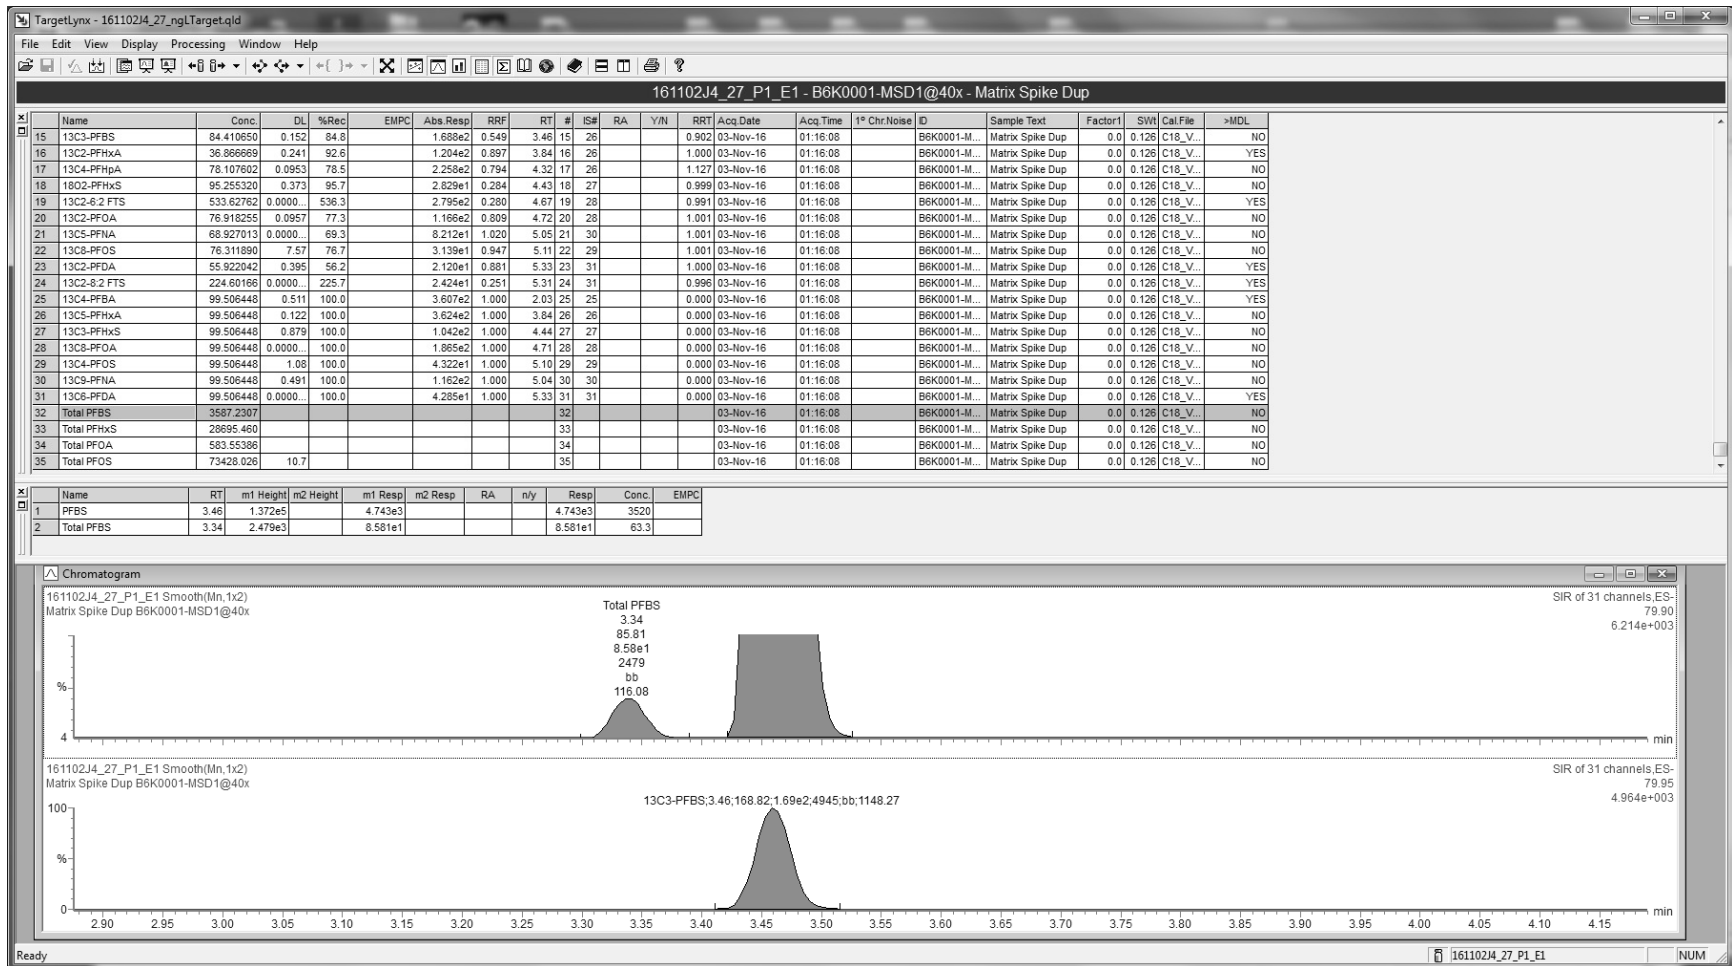 TargetLynx - 161102J4_27_ngLTarget.qld
File Edit View Display Processing Window Help
161102J4_27_P1_E1 - B6K0001-MSD1@40x - Matrix Spike Dup
Name Conc. DL %Rec EMPC Abs.Resp RRF RT # IS# RA Y/N RRT Acq.Date Acq.Time 1° Chr.Noise ID Sample Text Factor1 SWt Cal.File >MDL
15 13C3-PFBS 84.410650 0.152 84.8 1.688e2 0.549 3.46 15 26 0.902 03-Nov-16 01:16:08 B6K0001-M... Matrix Spike Dup 0.0 0.126 C18_V... NO
16 13C2-PFHxA 36.866669 0.241 92.6 1.204e2 0.897 3.84 16 26 1.000 03-Nov-16 01:16:08 B6K0001-M... Matrix Spike Dup 0.0 0.126 C18_V... YES
17 13C4-PFHpA 78.107602 0.0953 78.5 2.258e2 0.794 4.32 17 26 1.127 03-Nov-16 01:16:08 B6K0001-M... Matrix Spike Dup 0.0 0.126 C18_V... NO
18 18O2-PFHxS 95.255320 0.373 95.7 2.829e1 0.284 4.43 18 27 0.999 03-Nov-16 01:16:08 B6K0001-M... Matrix Spike Dup 0.0 0.126 C18_V... NO
19 13C2-6:2 FTS 533.62762 0.0000... 536.3 2.795e2 0.280 4.67 19 28 0.991 03-Nov-16 01:16:08 B6K0001-M... Matrix Spike Dup 0.0 0.126 C18_V... YES
20 13C2-PFOA 76.918255 0.0957 77.3 1.166e2 0.809 4.72 20 28 1.001 03-Nov-16 01:16:08 B6K0001-M... Matrix Spike Dup 0.0 0.126 C18_V... NO
21 13C5-PFNA 68.927013 0.0000... 69.3 8.212e1 1.020 5.05 21 30 1.001 03-Nov-16 01:16:08 B6K0001-M... Matrix Spike Dup 0.0 0.126 C18_V... NO
22 13C8-PFOS 76.311890 7.57 76.7 3.139e1 0.947 5.11 22 29 1.001 03-Nov-16 01:16:08 B6K0001-M... Matrix Spike Dup 0.0 0.126 C18_V... NO
23 13C2-PFDA 55.922042 0.395 56.2 2.120e1 0.881 5.33 23 31 1.000 03-Nov-16 01:16:08 B6K0001-M... Matrix Spike Dup 0.0 0.126 C18_V... YES
24 13C2-8:2 FTS 224.60166 0.0000... 225.7 2.424e1 0.251 5.31 24 31 0.996 03-Nov-16 01:16:08 B6K0001-M... Matrix Spike Dup 0.0 0.126 C18_V... YES
25 13C4-PFBA 99.506448 0.511 100.0 3.607e2 1.000 2.03 25 25 0.000 03-Nov-16 01:16:08 B6K0001-M... Matrix Spike Dup 0.0 0.126 C18_V... YES
26 13C5-PFHxA 99.506448 0.122 100.0 3.624e2 1.000 3.84 26 26 0.000 03-Nov-16 01:16:08 B6K0001-M... Matrix Spike Dup 0.0 0.126 C18_V... NO
27 13C3-PFHxS 99.506448 0.879 100.0 1.042e2 1.000 4.44 27 27 0.000 03-Nov-16 01:16:08 B6K0001-M... Matrix Spike Dup 0.0 0.126 C18_V... NO
28 13C8-PFOA 99.506448 0.0000... 100.0 1.865e2 1.000 4.71 28 28 0.000 03-Nov-16 01:16:08 B6K0001-M... Matrix Spike Dup 0.0 0.126 C18_V... NO
29 13C4-PFOS 99.506448 1.08 100.0 4.322e1 1.000 5.10 29 29 0.000 03-Nov-16 01:16:08 B6K0001-M... Matrix Spike Dup 0.0 0.126 C18_V... NO
30 13C9-PFNA 99.506448 0.491 100.0 1.162e2 1.000 5.04 30 30 0.000 03-Nov-16 01:16:08 B6K0001-M... Matrix Spike Dup 0.0 0.126 C18_V... NO
31 13C6-PFDA 99.506448 0.0000... 100.0 4.285e1 1.000 5.33 31 31 0.000 03-Nov-16 01:16:08 B6K0001-M... Matrix Spike Dup 0.0 0.126 C18_V... YES
32 Total PFBS 3587.2307 32 03-Nov-16 01:16:08 B6K0001-M... Matrix Spike Dup 0.0 0.126 C18_V... NO
33 Total PFHxS 28695.460 33 03-Nov-16 01:16:08 B6K0001-M... Matrix Spike Dup 0.0 0.126 C18_V... NO
34 Total PFOA 583.55386 34 03-Nov-16 01:16:08 B6K0001-M... Matrix Spike Dup 0.0 0.126 C18_V... NO
35 Total PFOS 73428.026 10.7 35 03-Nov-16 01:16:08 B6K0001-M... Matrix Spike Dup 0.0 0.126 C18_V... NO
Name RT m1 Height m2 Height m1 Resp m2 Resp RA n/y Resp Conc. EMPC
1 PFBS 3.46 1.372e5 4.743e3 4.743e3 3520
2 Total PFBS 3.34 2.479e3 8.581e1 8.581e1 63.3
Chromatogram
161102J4_27_P1_E1 Smooth(Mn,1x2)
Matrix Spike Dup B6K0001-MSD1@40x
SIR of 31 channels,ES-
79.90
6.214e+003
Total PFBS
3.34
85.81
8.58e1
2479
bb
116.08
%
4
min
161102J4_27_P1_E1 Smooth(Mn,1x2)
Matrix Spike Dup B6K0001-MSD1@40x
SIR of 31 channels,ES-
79.95
4.964e+003
13C3-PFBS;3.46;168.82;1.69e2;4945;bb;1148.27
100
%
0
min
2.90 2.95 3.00 3.05 3.10 3.15 3.20 3.25 3.30 3.35 3.40 3.45 3.50 3.55 3.60 3.65 3.70 3.75 3.80 3.85 3.90 3.95 4.00 4.05 4.10 4.15
Ready 161102J4_27_P1_E1 NUM